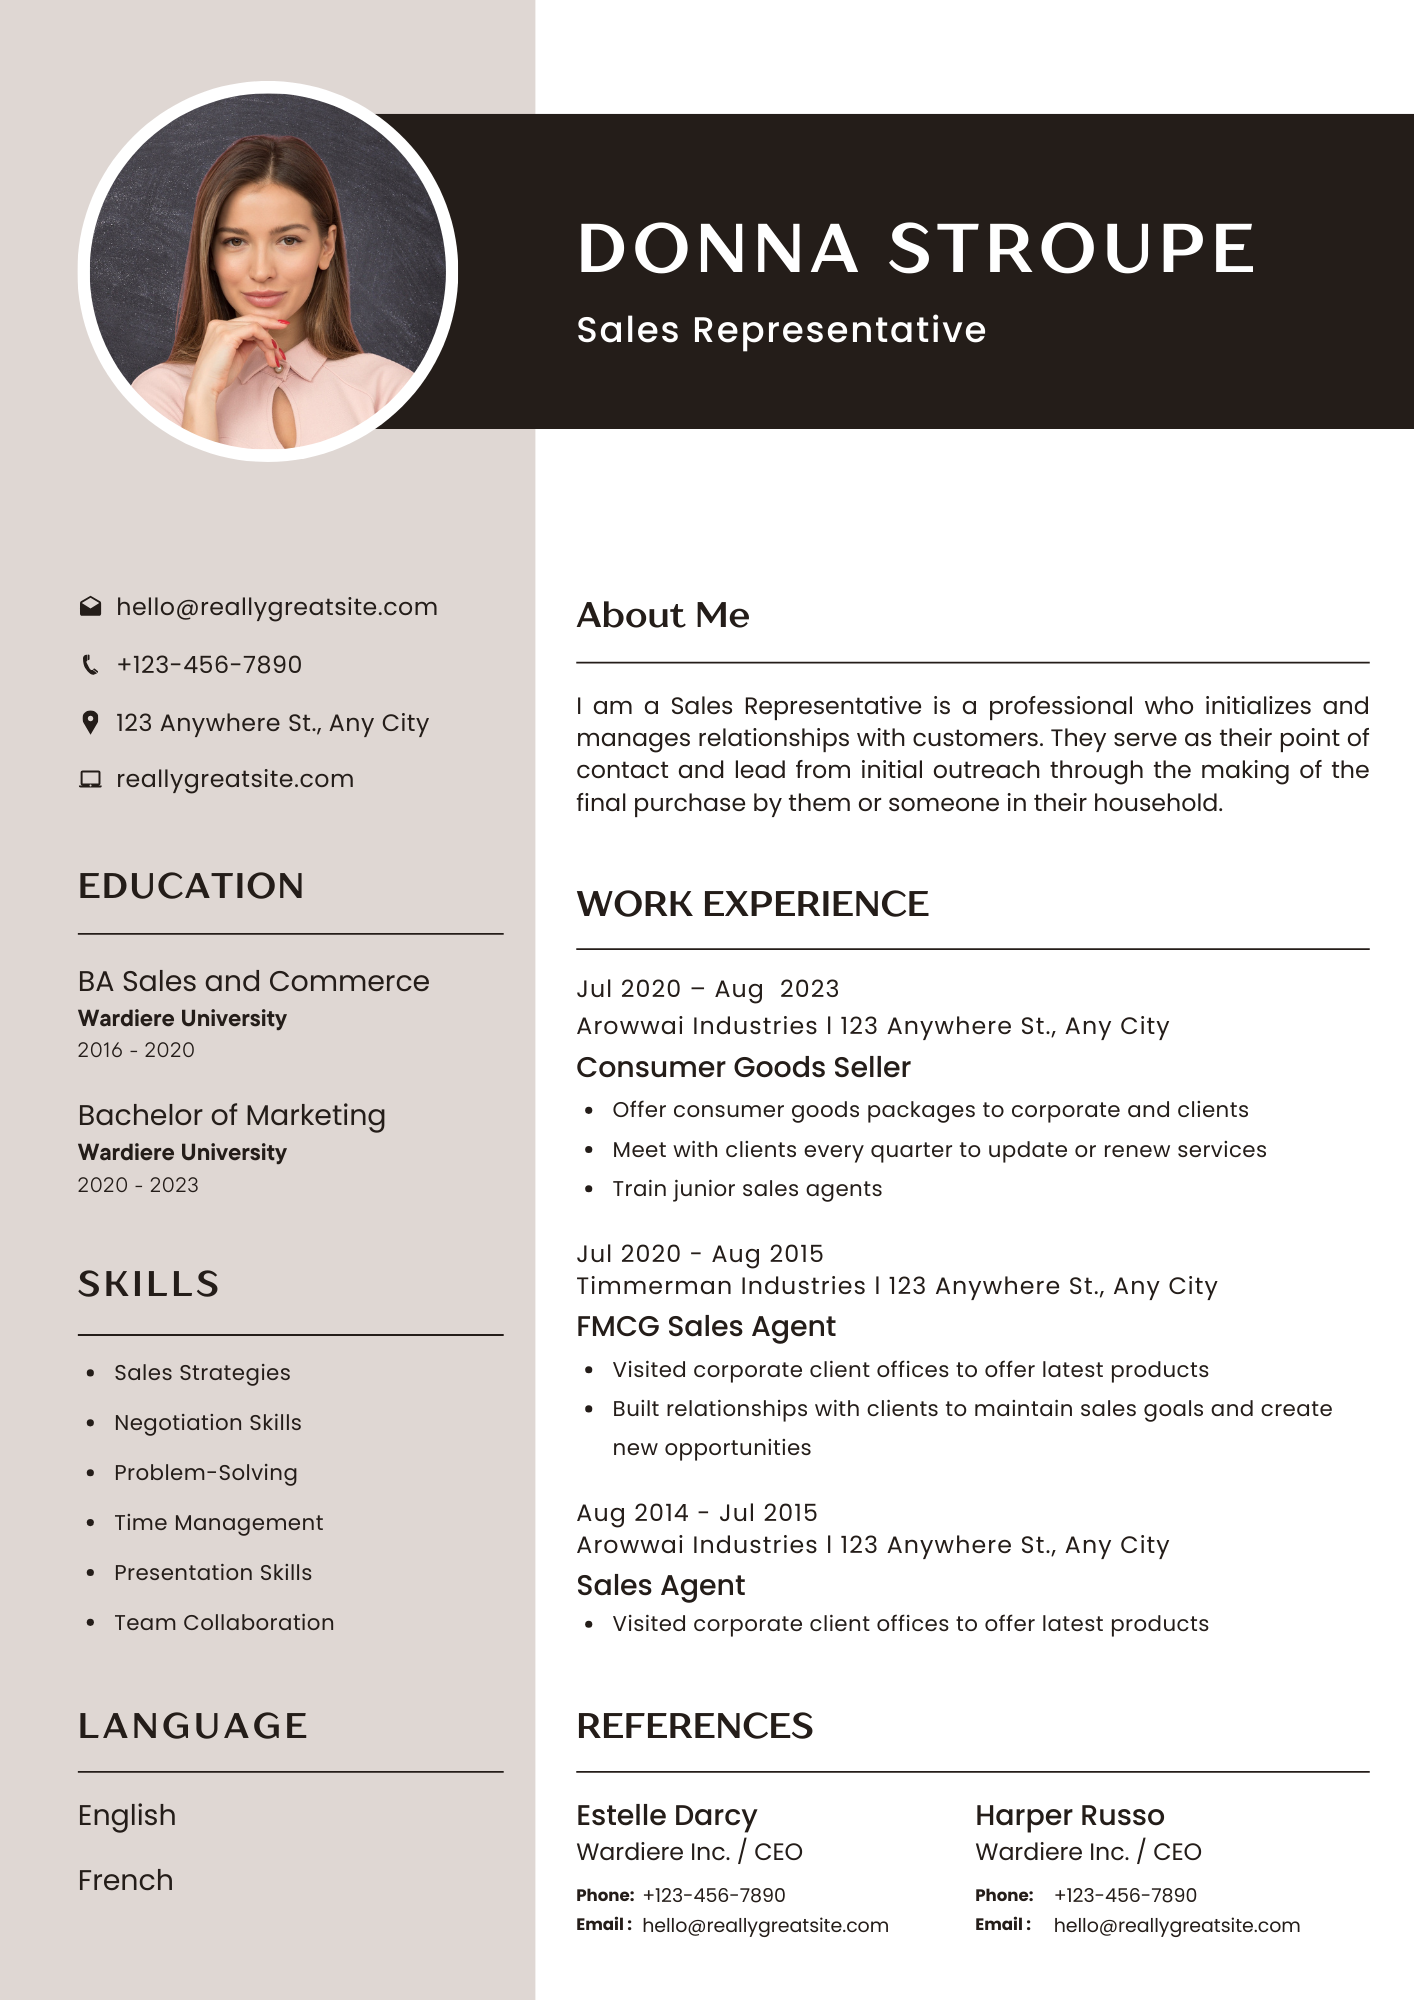 DONNA STROUPE
Sales Representative
hello@reallygreatsite.com
+123-456-7890
123 Anywhere St., Any City
reallygreatsite.com
EDUCATION
BA Sales and Commerce
Wardiere University
2016 - 2020
Bachelor of Marketing
Wardiere University
2020 - 2023
SKILLS
• Sales Strategies
• Negotiation Skills
• Problem-Solving
• Time Management
• Presentation Skills
• Team Collaboration
LANGUAGE
English
French
About Me
I am a Sales Representative is a professional who initializes and
manages relationships with customers. They serve as their point of
contact and lead from initial outreach through the making of the
final purchase by them or someone in their household.
WORK EXPERIENCE
Jul 2020 – Aug  2023
Arowwai Industries l 123 Anywhere St., Any City
Consumer Goods Seller
• Offer consumer goods packages to corporate and clients
• Meet with clients every quarter to update or renew services
• Train junior sales agents
Jul 2020 - Aug 2015
Timmerman Industries l 123 Anywhere St., Any City
FMCG Sales Agent
• Visited corporate client offices to offer latest products
• Built relationships with clients to maintain sales goals and create
new opportunities
Aug 2014 - Jul 2015
Arowwai Industries l 123 Anywhere St., Any City
Sales Agent
• Visited corporate client offices to offer latest products
REFERENCES
Estelle Darcy
Wardiere Inc. / CEO
Phone: +123-456-7890
Email : hello@reallygreatsite.com
Harper Russo
Wardiere Inc. / CEO
Phone: +123-456-7890
Email : hello@reallygreatsite.com